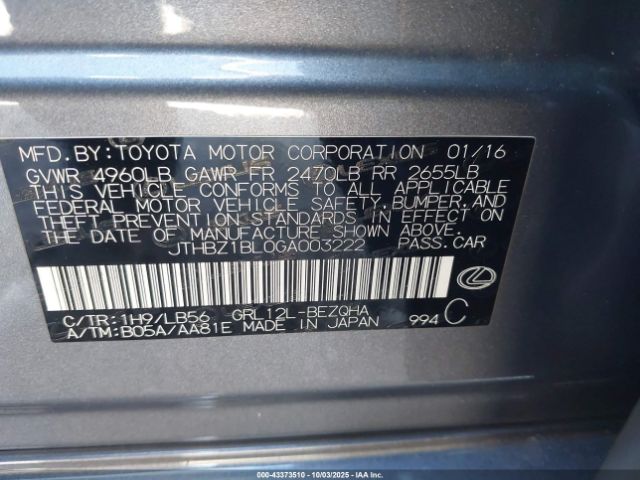 MFD.BY:TOYOTA MOTOR CORPORATION 01/16
GVWR 4960LB GAWR FR 2470LB RR 2655LB
THIS VEHICLE CONFORMS TO ALL APPLICABLE
FEDERAL MOTOR VEHICLE SAFETY,BUMPER,AND
THEFT PREVENTION STANDARDS IN EFFECT ON
THE DATE OF MANUFACTURE SHOWN ABOVE.
JTHBZ1BL0GA003222 PASS.CAR
C/TR:1H9/LB56 GRL12L-BEZQHA
A/TM:B05A/AA81E MADE IN JAPAN 994 C
000-43373510 - 10/03/2025 - IAAI.COM